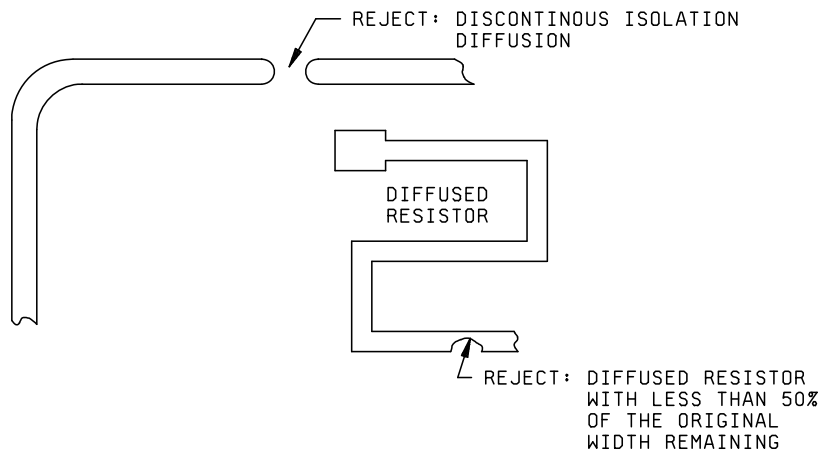 REJECT: DISCONTINOUS ISOLATION
DIFFUSION
DIFFUSED
RESISTOR
REJECT: DIFFUSED RESISTOR
WITH LESS THAN 50%
OF THE ORIGINAL
WIDTH REMAINING